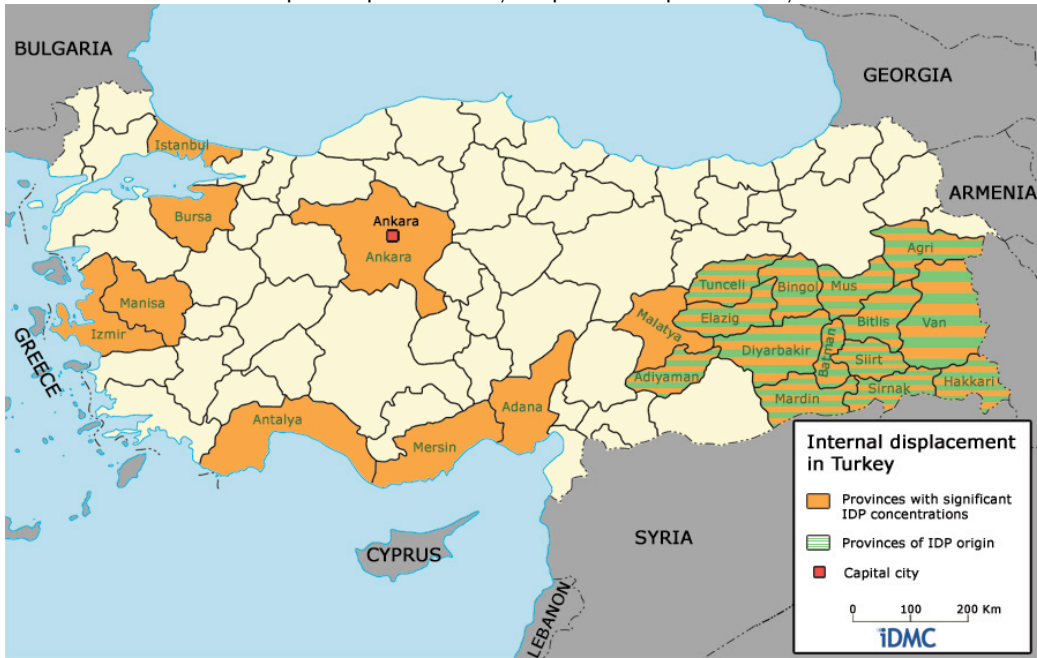 BULGARIA
GEORGIA
Istanbul
ARMENIA
Bursa
Ankara
Ankara
Agri
Tunceli
Bingol
Mus
Manisa
Elazig
Bitlis
Van
Malatya
Izmir
Diyarbakir
Batman
Siirt
GREECE
Adiyaman
Sirnak
Hakkari
Mardin
Antalya
Adana
Mersin
Internal displacement
in Turkey
Provinces with significant
IDP concentrations
Provinces of IDP origin
Capital city
0 100 200 Km
iDMC
SYRIA
CYPRUS
LEBANON